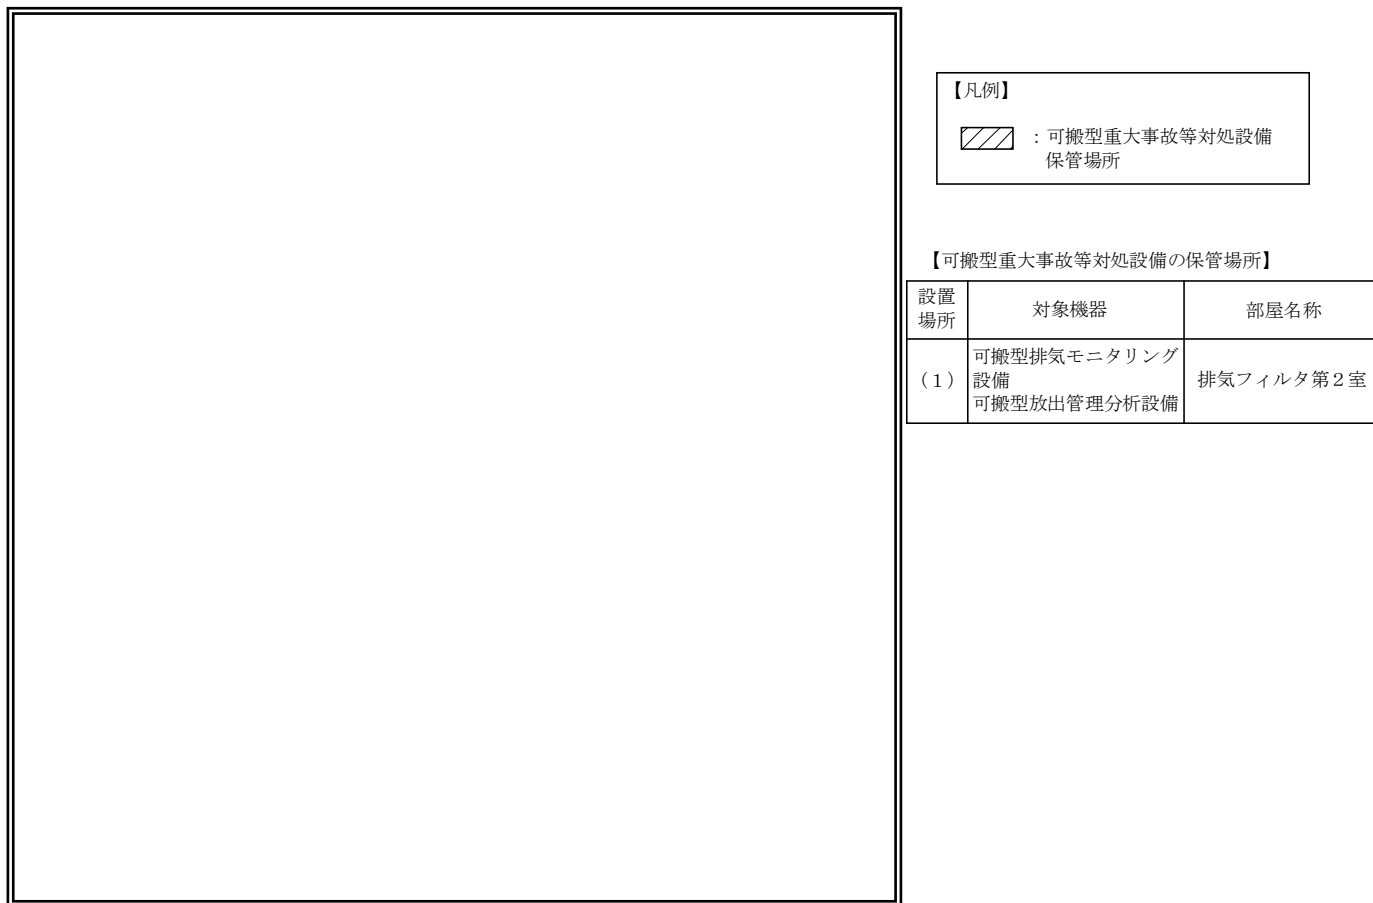 【凡例】
：可搬型重大事故等対処設備
保管場所
【可搬型重大事故等対処設備の保管場所】
設置
場所
対象機器
部屋名称
（１）
可搬型排気モニタリング
設備
可搬型放出管理分析設備
排気フィルタ第２室